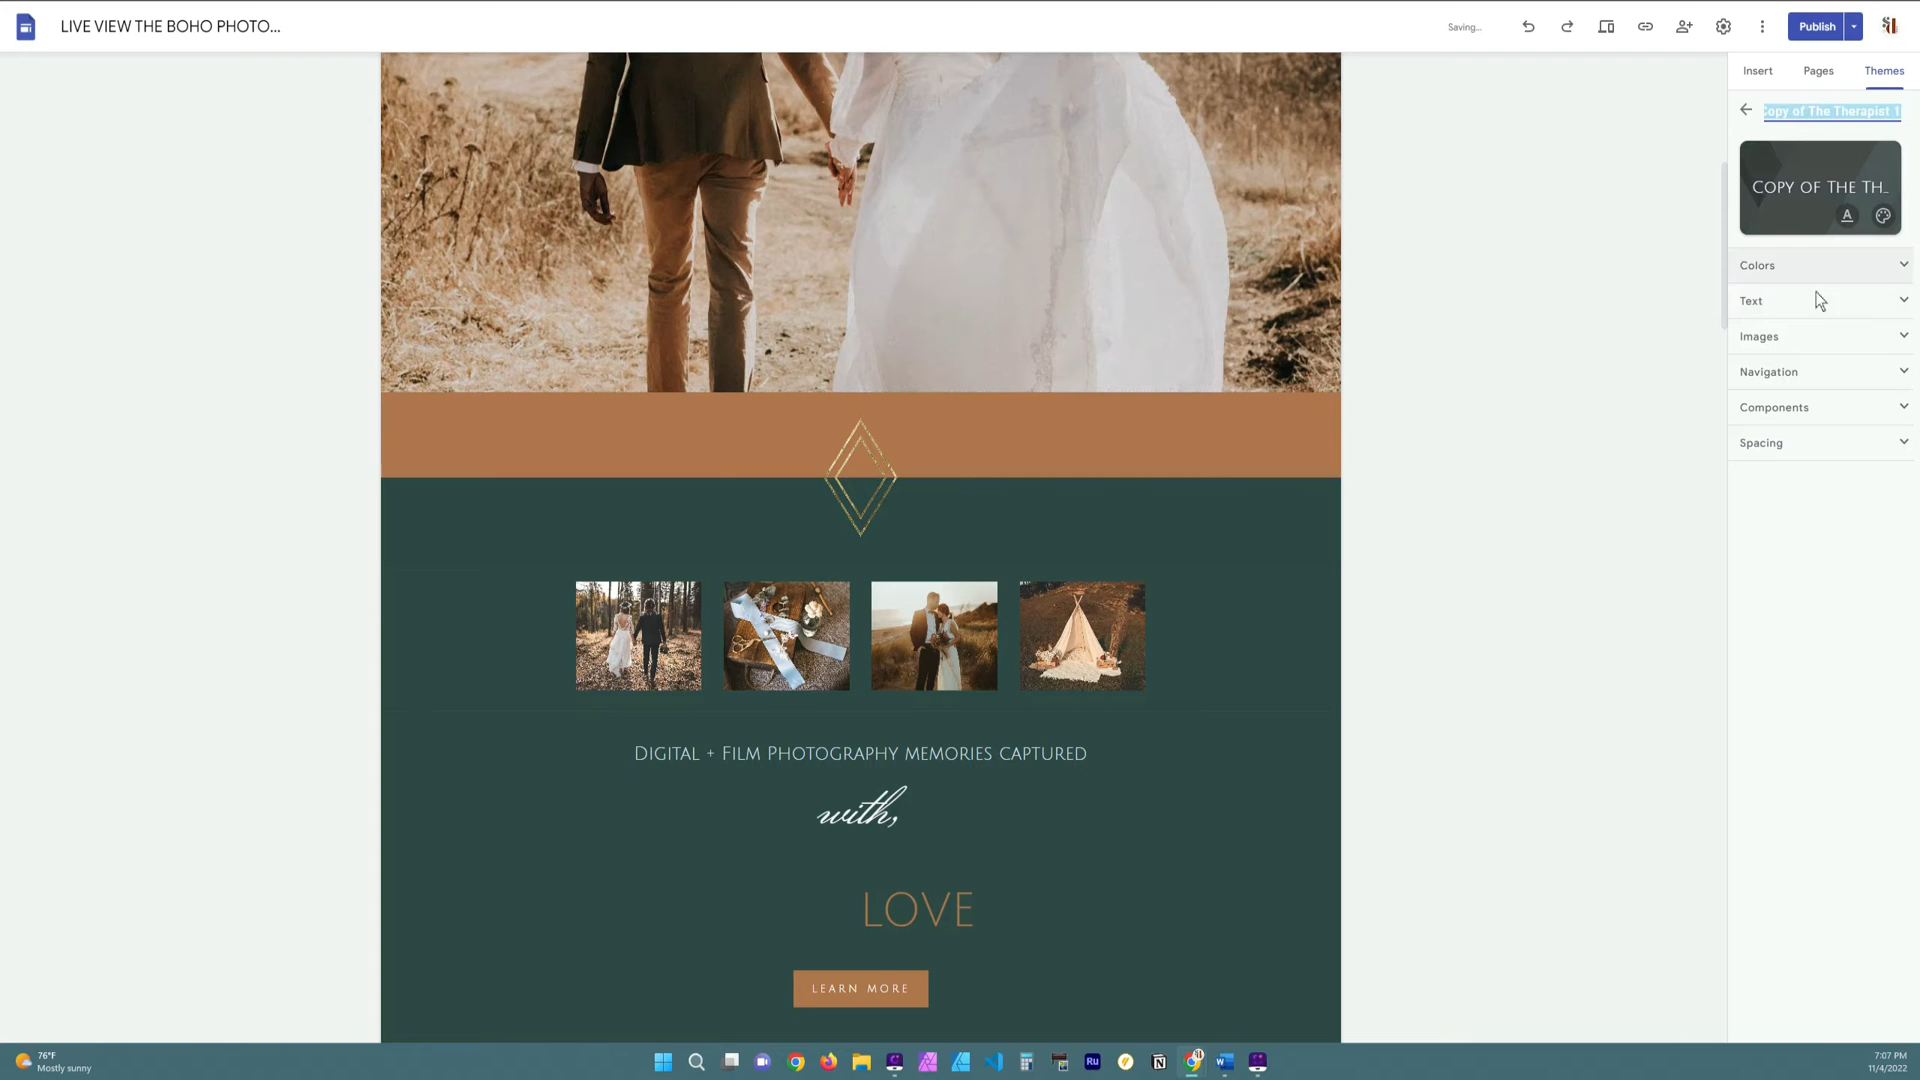 LIVE VIEW THE BOHO PHOTO...
Saving...
Publish
Insert
Pages
Themes
Copy of The Therapist 1
COPY OF THE TH...
A
Colors
Text
Images
Navigation
Components
Spacing
DIGITAL + FILM PHOTOGRAPHY MEMORIES CAPTURED
with,
LOVE
LEARN MORE
76°F
Mostly sunny
Ru
N
W
7:07 PM
11/4/2022